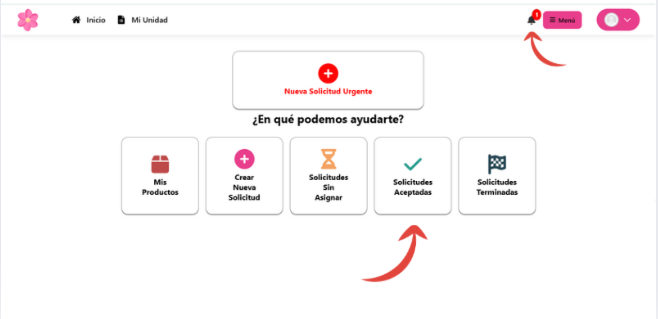 Inicio
Mi Unidad
1
Menú
Nueva Solicitud Urgente
¿En qué podemos ayudarte?
Mis
Productos
Crear
Nueva
Solicitud
Solicitudes
Sin
Asignar
Solicitudes
Aceptadas
Solicitudes
Terminadas